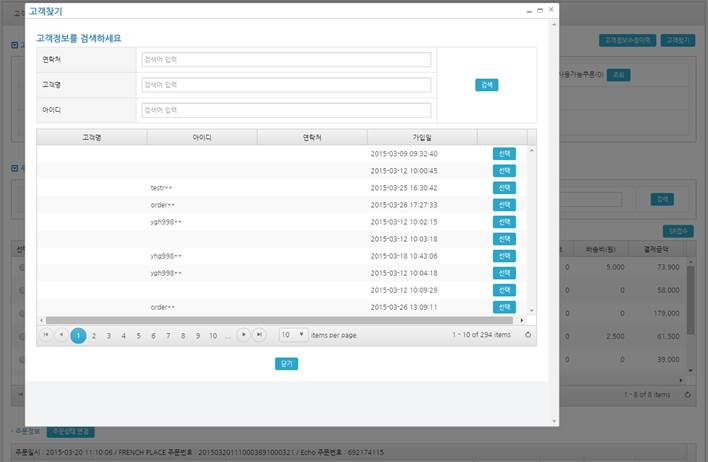 고객찾기
고객정보를 검색하세요
연락처 검색어 입력
고객명 검색어 입력
아이디 검색어 입력
검색
고객명 아이디 연락처 가입일
2015-03-09 09:32:40 선택
2015-03-12 10:00:45 선택
testr** 2015-03-25 16:30:42 선택
order** 2015-03-26 17:27:33 선택
ygh998** 2015-03-12 10:02:15 선택
2015-03-12 10:03:18 선택
yhg998** 2015-03-18 10:43:06 선택
ygh998** 2015-03-12 10:04:18 선택
2015-03-12 10:09:29 선택
order** 2015-03-26 13:09:11 선택
1 2 3 4 5 6 7 8 9 10 ... 10 items per page 1 - 10 of 294 items
닫기
고객정보수정이력 고객찾기
사용가능쿠폰(0) 조회
검색
배송비(원) 결제금액
0 5,000 73,900
0 0 58,000
0 0 179,000
0 2,500 61,500
0 0 39,000
1 - 8 of 8 items
주문정보 주문상태 변경
주문일시 : 2015-03-20 11:10:06 / FRENCH PLACE 주문번호 : 201503201110003691000321 / Echo 주문번호 : 692174115